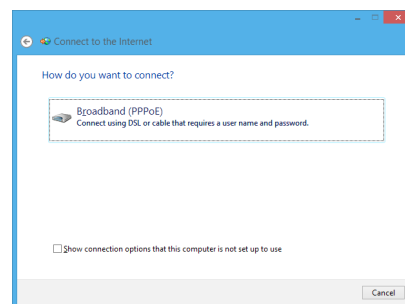 Connect to the Internet
How do you want to connect?
Broadband (PPPoE)
Connect using DSL or cable that requires a user name and password.
Show connection options that this computer is not set up to use
Cancel